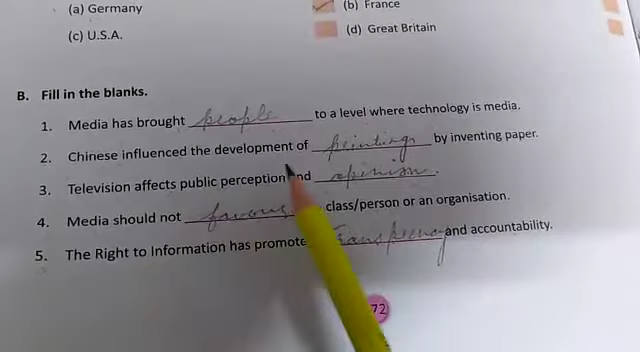 (a) Germany (b) France
(c) U.S.A. (d) Great Britain
B. Fill in the blanks.
1. Media has brought people to a level where technology is media.
2. Chinese influenced the development of printing by inventing paper.
3. Television affects public perception and opinion.
4. Media should not favour class/person or an organisation.
5. The Right to Information has promote and accountability.
72